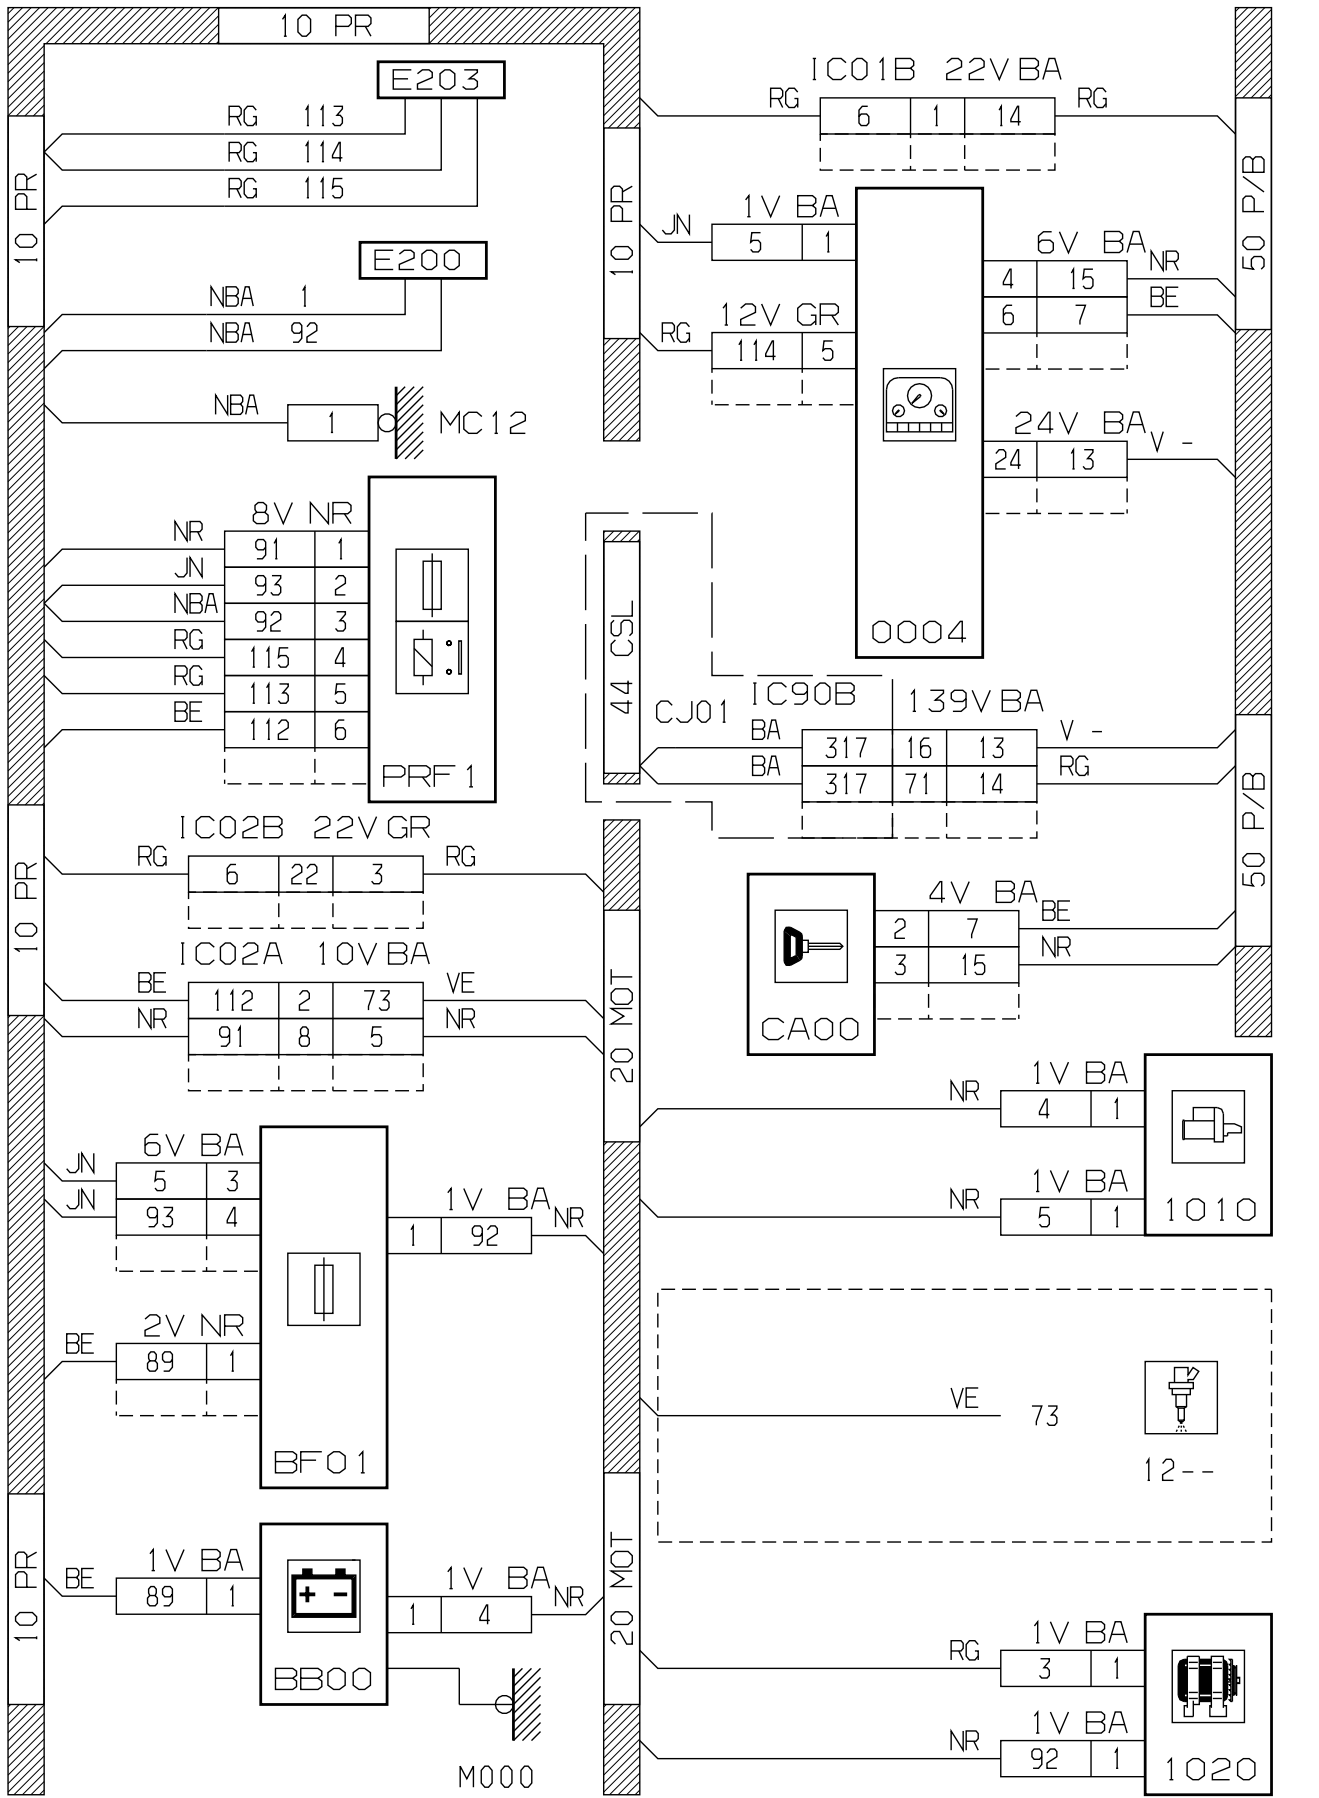 10 PR
E203
RG 113
RG 114
RG 115
10 PR
E200
NBA 1
NBA 92
NBA 1 MC12
8V NR
NR 91 1
JN 93 2
NBA 92 3
RG 115 4
RG 113 5
BE 112 6
PRF1
10 PR
IC02B 22V GR
RG 6 22 3 RG
IC02A 10V BA
BE 112 2 73 VE
NR 91 8 5 NR
6V BA
JN 5 3
JN 93 4
1V BA
1 92 NR
2V NR
BE 89 1
BF01
10 PR
1V BA
BE 89 1
1V BA
1 4 NR
BB00
M000
10 PR
IC01B 22V BA
RG 6 1 14 RG
50 P/B
1V BA
JN 5 1
6V BA
4 15 NR
6 7 BE
12V GR
RG 114 5
24V BA
24 13 V -
0004
44 CSL
CJ01
IC90B 139V BA
BA 317 16 13 V -
BA 317 71 14 RG
50 P/B
4V BA
2 7 BE
3 15 NR
CA00
20 MOT
1V BA
NR 4 1
1V BA
NR 5 1
1010
VE 73
12--
20 MOT
1V BA
RG 3 1
1V BA
NR 92 1
1020